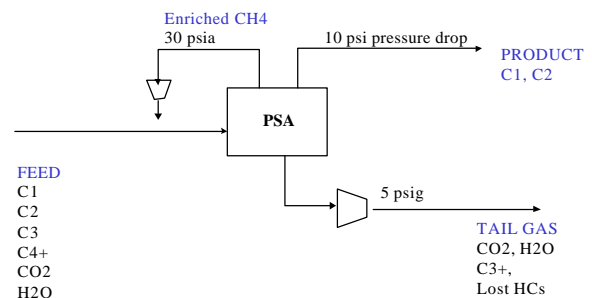 Enriched CH4
30 psia
10 psi pressure drop
PRODUCT
C1, C2
PSA
FEED
C1
C2
C3
C4+
CO2
H2O
5 psig
TAIL GAS
CO2, H2O
C3+,
Lost HCs